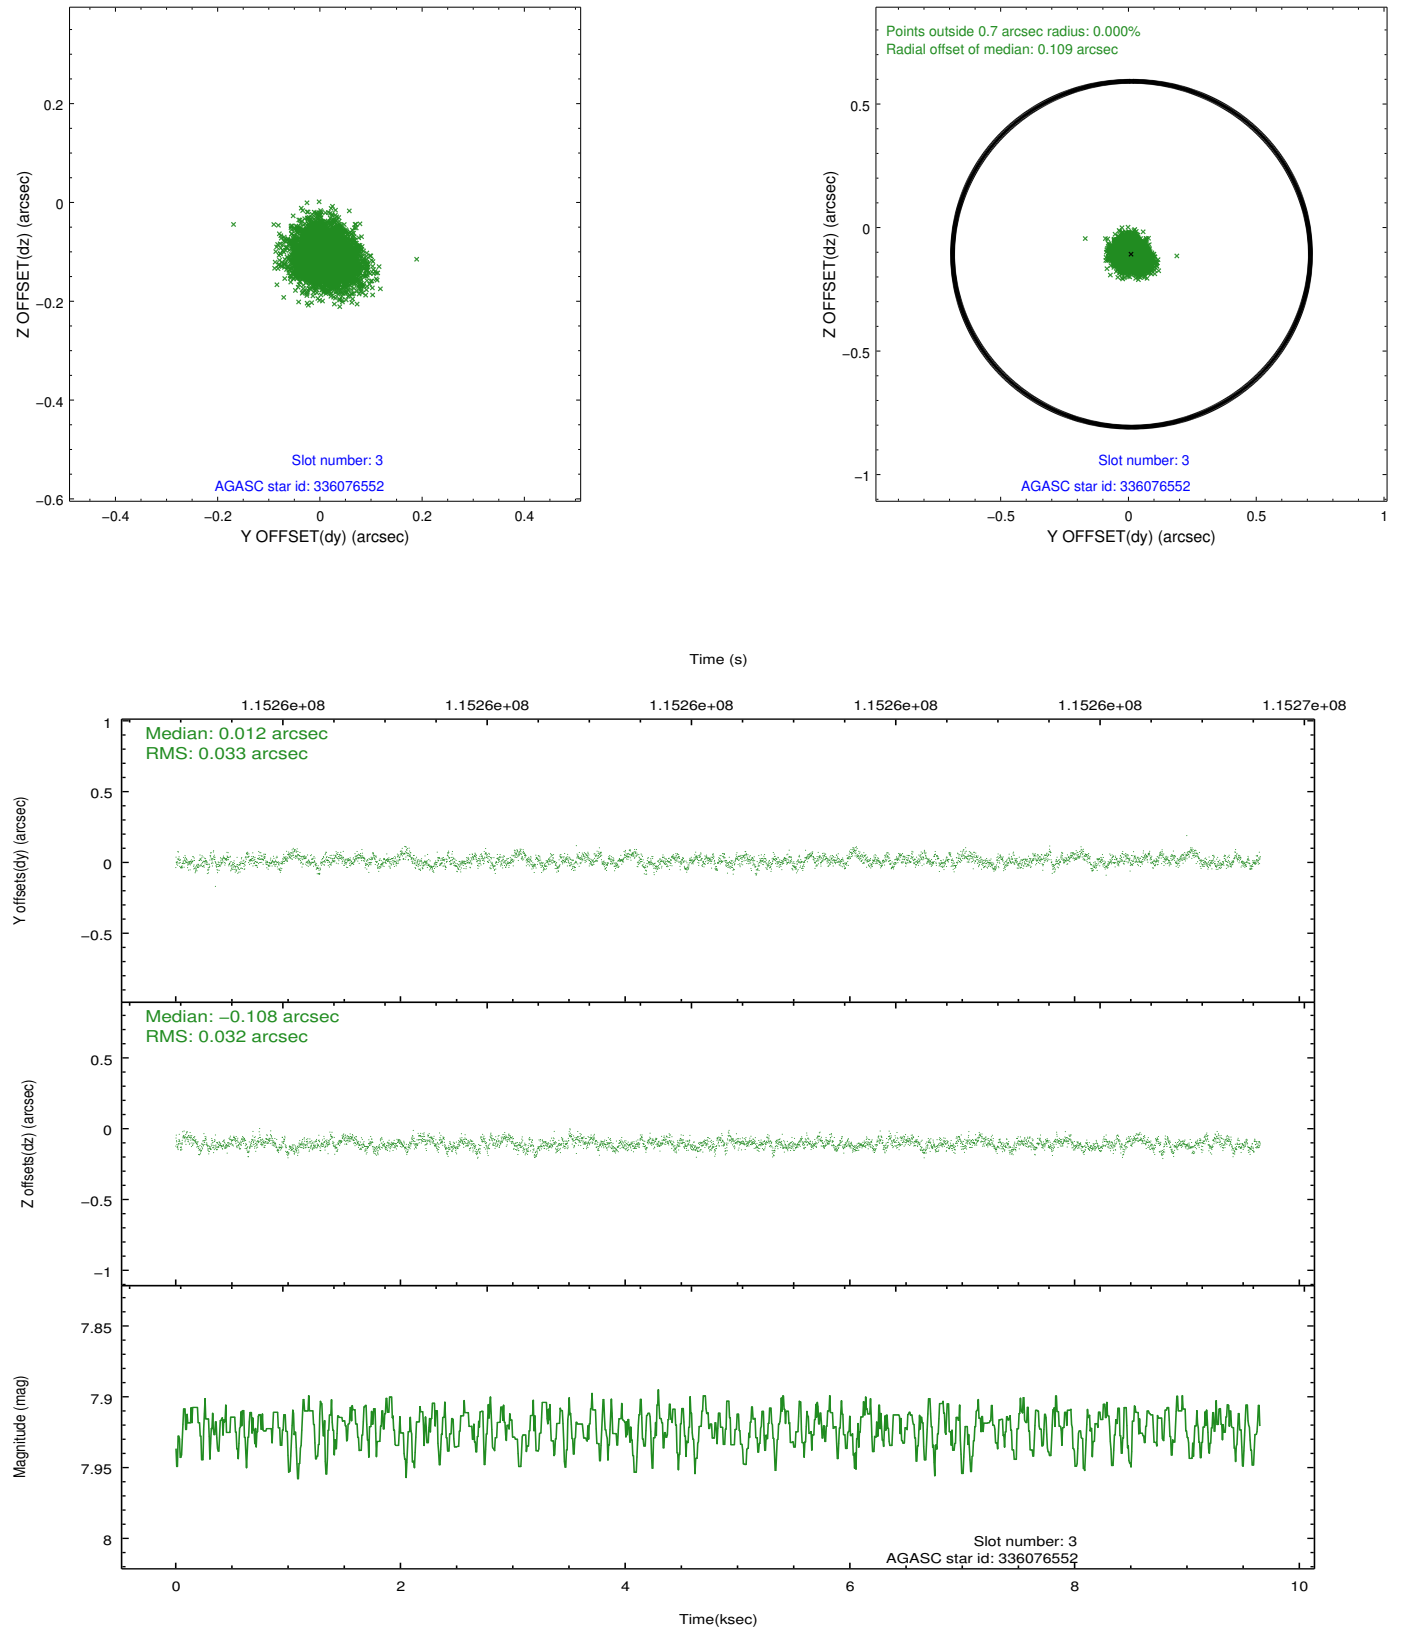 0.2
0
−0.2
−0.4
−0.6
Z OFFSET(dz) (arcsec)
Slot number: 3
AGASC star id: 336076552
−0.4 −0.2 0 0.2 0.4
Y OFFSET(dy) (arcsec)
Points outside 0.7 arcsec radius: 0.000%
Radial offset of median: 0.109 arcsec
0.5
0
−0.5
−1
Z OFFSET(dz) (arcsec)
Slot number: 3
AGASC star id: 336076552
−0.5 0 0.5 1
Y OFFSET(dy) (arcsec)
Time (s)
1.1526e+08 1.1526e+08 1.1526e+08 1.1526e+08 1.1526e+08 1.1527e+08
Median: 0.012 arcsec
RMS: 0.033 arcsec
1
0.5
0
−0.5
Y offsets(dy) (arcsec)
Median: −0.108 arcsec
RMS: 0.032 arcsec
0.5
0
−0.5
−1
Z offsets(dz) (arcsec)
7.85
7.9
7.95
8
Magnitude (mag)
Slot number: 3
AGASC star id: 336076552
0 2 4 6 8 10
Time(ksec)